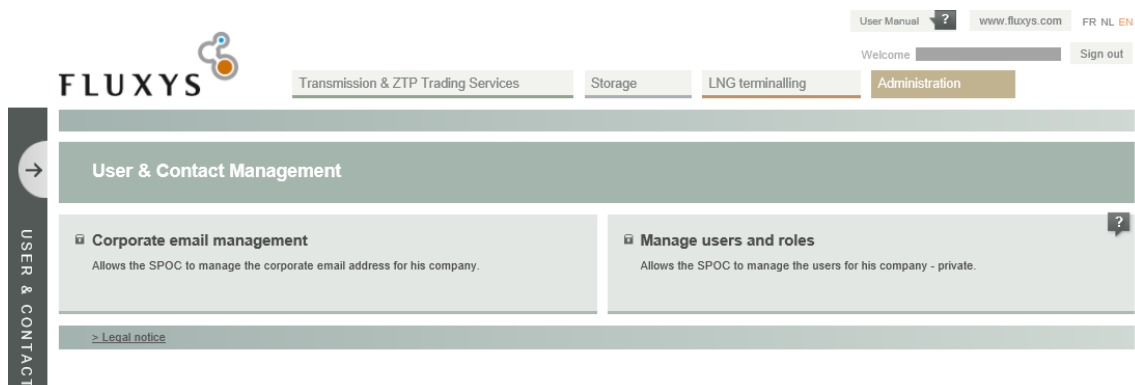 User Manual ?
www.fluxys.com
FR NL EN
Welcome
Sign out
FLUXYS
Transmission & ZTP Trading Services
Storage
LNG terminalling
Administration
User & Contact Management
?
Corporate email management
Allows the SPOC to manage the corporate email address for his company.
Manage users and roles
Allows the SPOC to manage the users for his company - private.
USER & CONTACT
> Legal notice